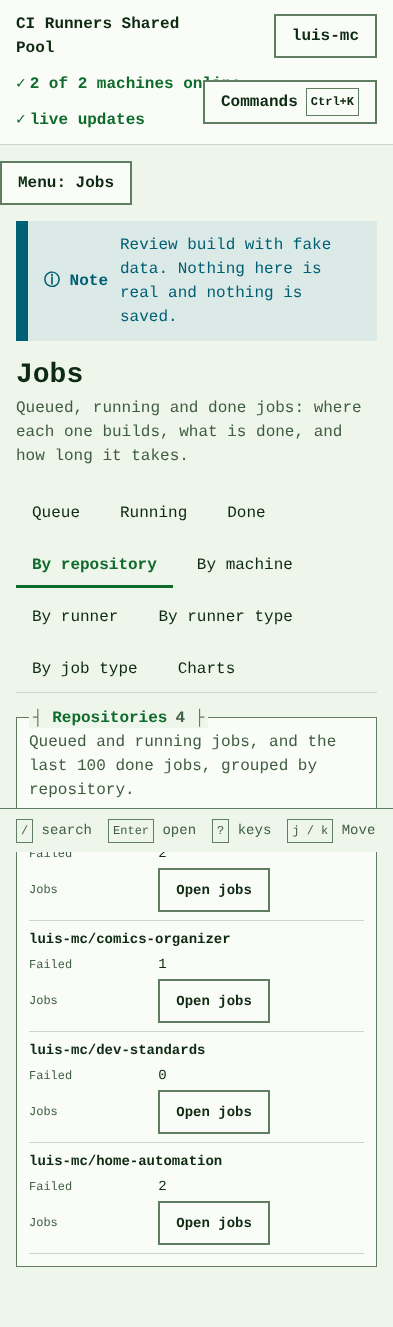 CI Runners Shared
Pool
luis-mc
✓ 2 of 2 machines online
Commands Ctrl+K
✓ live updates
Menu: Jobs
ⓘ Note
Review build with fake
data. Nothing here is
real and nothing is
saved.
Jobs
Queued, running and done jobs: where
each one builds, what is done, and
how long it takes.
Queue Running Done
By repository By machine
By runner By runner type
By job type Charts
Repositories 4
Queued and running jobs, and the
last 100 done jobs, grouped by
repository.
/ search Enter open ? keys j / k Move
Failed 2
Jobs Open jobs
luis-mc/comics-organizer
Failed 1
Jobs Open jobs
luis-mc/dev-standards
Failed 0
Jobs Open jobs
luis-mc/home-automation
Failed 2
Jobs Open jobs